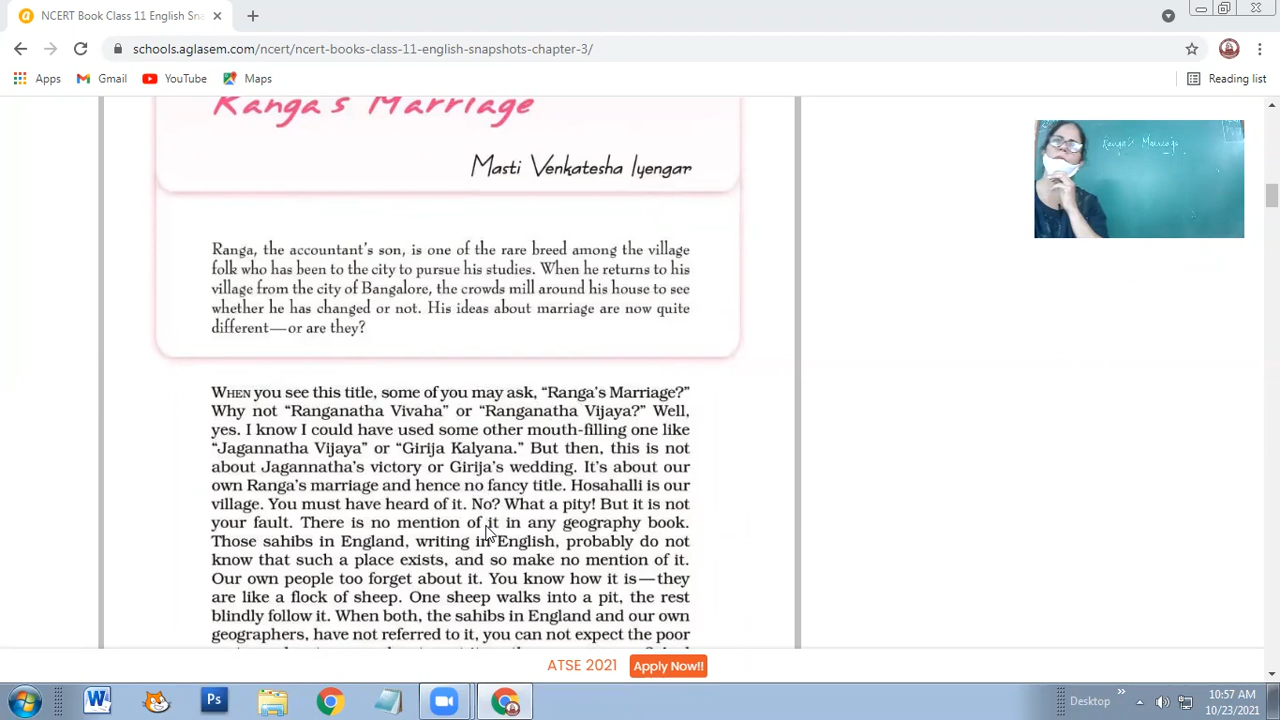 NCERT Book Class 11 English Sna
schools.aglasem.com/ncert/ncert-books-class-11-english-snapshots-chapter-3/
Apps Gmail YouTube Maps Reading list
Ranga's Marriage
Masti Venkatesha Iyengar
Ranga's Marriage
Ranga, the accountant's son, is one of the rare breed among the village
folk who has been to the city to pursue his studies. When he returns to his
village from the city of Bangalore, the crowds mill around his house to see
whether he has changed or not. His ideas about marriage are now quite
different—or are they?
WHEN you see this title, some of you may ask, “Ranga's Marriage?”
Why not “Ranganatha Vivaha” or “Ranganatha Vijaya?” Well,
yes. I know I could have used some other mouth-filling one like
“Jagannatha Vijaya” or “Girija Kalyana.” But then, this is not
about Jagannatha's victory or Girija's wedding. It's about our
own Ranga's marriage and hence no fancy title. Hosahalli is our
village. You must have heard of it. No? What a pity! But it is not
your fault. There is no mention of it in any geography book.
Those sahibs in England, writing in English, probably do not
know that such a place exists, and so make no mention of it.
Our own people too forget about it. You know how it is—they
are like a flock of sheep. One sheep walks into a pit, the rest
blindly follow it. When both, the sahibs in England and our own
geographers, have not referred to it, you can not expect the poor
ATSE 2021 Apply Now!!
Desktop
10:57 AM
10/23/2021